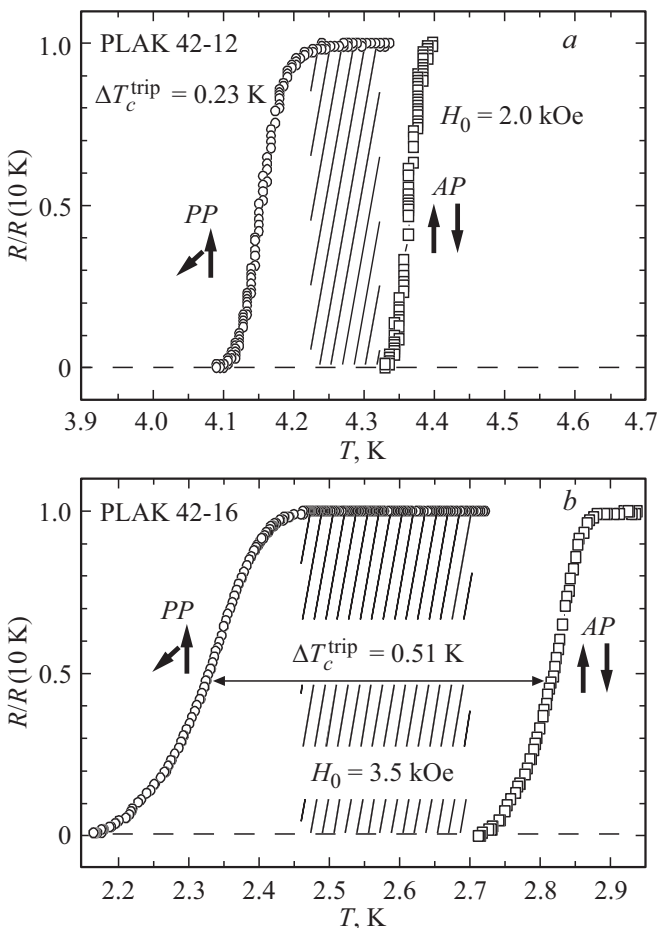 PLAK 42-12
a
ΔT_c^trip = 0.23 K
H_0 = 2.0 kOe
PP
AP
R/R(10 K)
1.0
0.5
0
3.9 4.0 4.1 4.2 4.3 4.4 4.5 4.6 4.7
T, K
PLAK 42-16
b
PP
AP
ΔT_c^trip = 0.51 K
H_0 = 3.5 kOe
R/R(10 K)
1.0
0.5
0
2.2 2.3 2.4 2.5 2.6 2.7 2.8 2.9
T, K